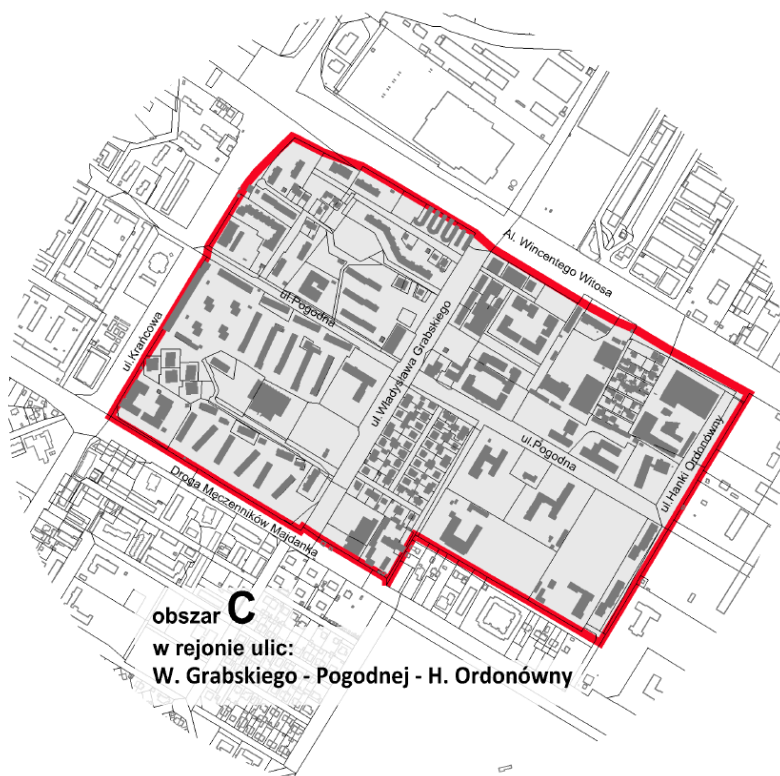 Al. Wincentego Witosa
ul.Krańcowa
ul.Pogodna
ul.Władysława Grabskiego
ul.Pogodna
ul.Hanki Ordonówny
Droga Męczenników Majdanka
obszar C
w rejonie ulic:
W. Grabskiego - Pogodnej - H. Ordonówny